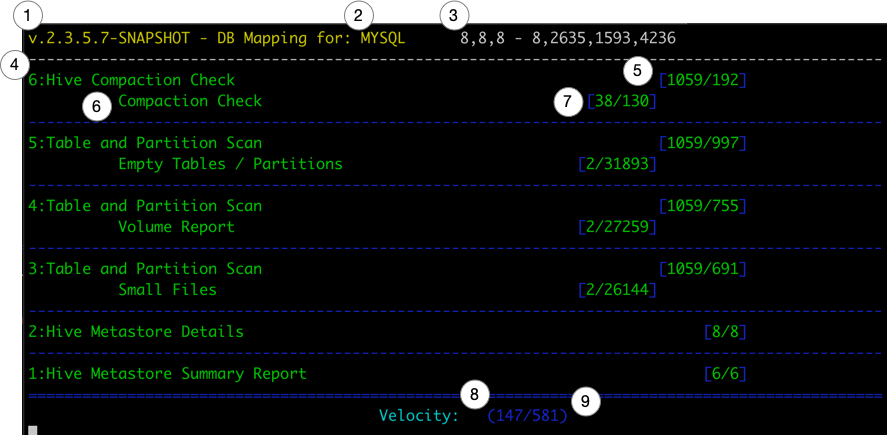 1 2 3
v.2.3.5.7-SNAPSHOT - DB Mapping for: MYSQL 8,8,8 - 8,2635,1593,4236
4 5
6:Hive Compaction Check [1059/192]
6 Compaction Check 7 [38/130]
5:Table and Partition Scan [1059/997]
Empty Tables / Partitions [2/31893]
4:Table and Partition Scan [1059/755]
Volume Report [2/27259]
3:Table and Partition Scan [1059/691]
Small Files [2/26144]
2:Hive Metastore Details [8/8]
1:Hive Metastore Summary Report [6/6]
8 9
Velocity: (147/581)